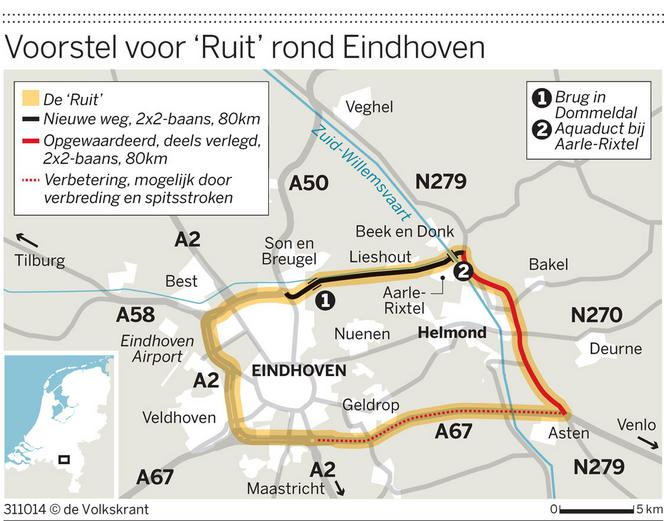 Voorstel voor ‘Ruit’ rond Eindhoven
De ‘Ruit’
Nieuwe weg, 2x2-baans, 80km
Opgewaardeerd, deels verlegd,
2x2-baans, 80km
Verbetering, mogelijk door
verbreding en spitsstroken
1 Brug in
Dommeldal
2 Aquaduct bij
Aarle-Rixtel
Veghel
Zuid-Willemsvaart
A50
N279
Beek en Donk
A2
Son en
Breugel
Lieshout
Tilburg
Best
2
Bakel
1
Aarle-
Rixtel
A58
N270
Eindhoven
Airport
Nuenen
Helmond
Deurne
A2
EINDHOVEN
Veldhoven
Geldrop
A67
Asten
Venlo
A67
A2
Maastricht
N279
311014 © de Volkskrant
0 5 km